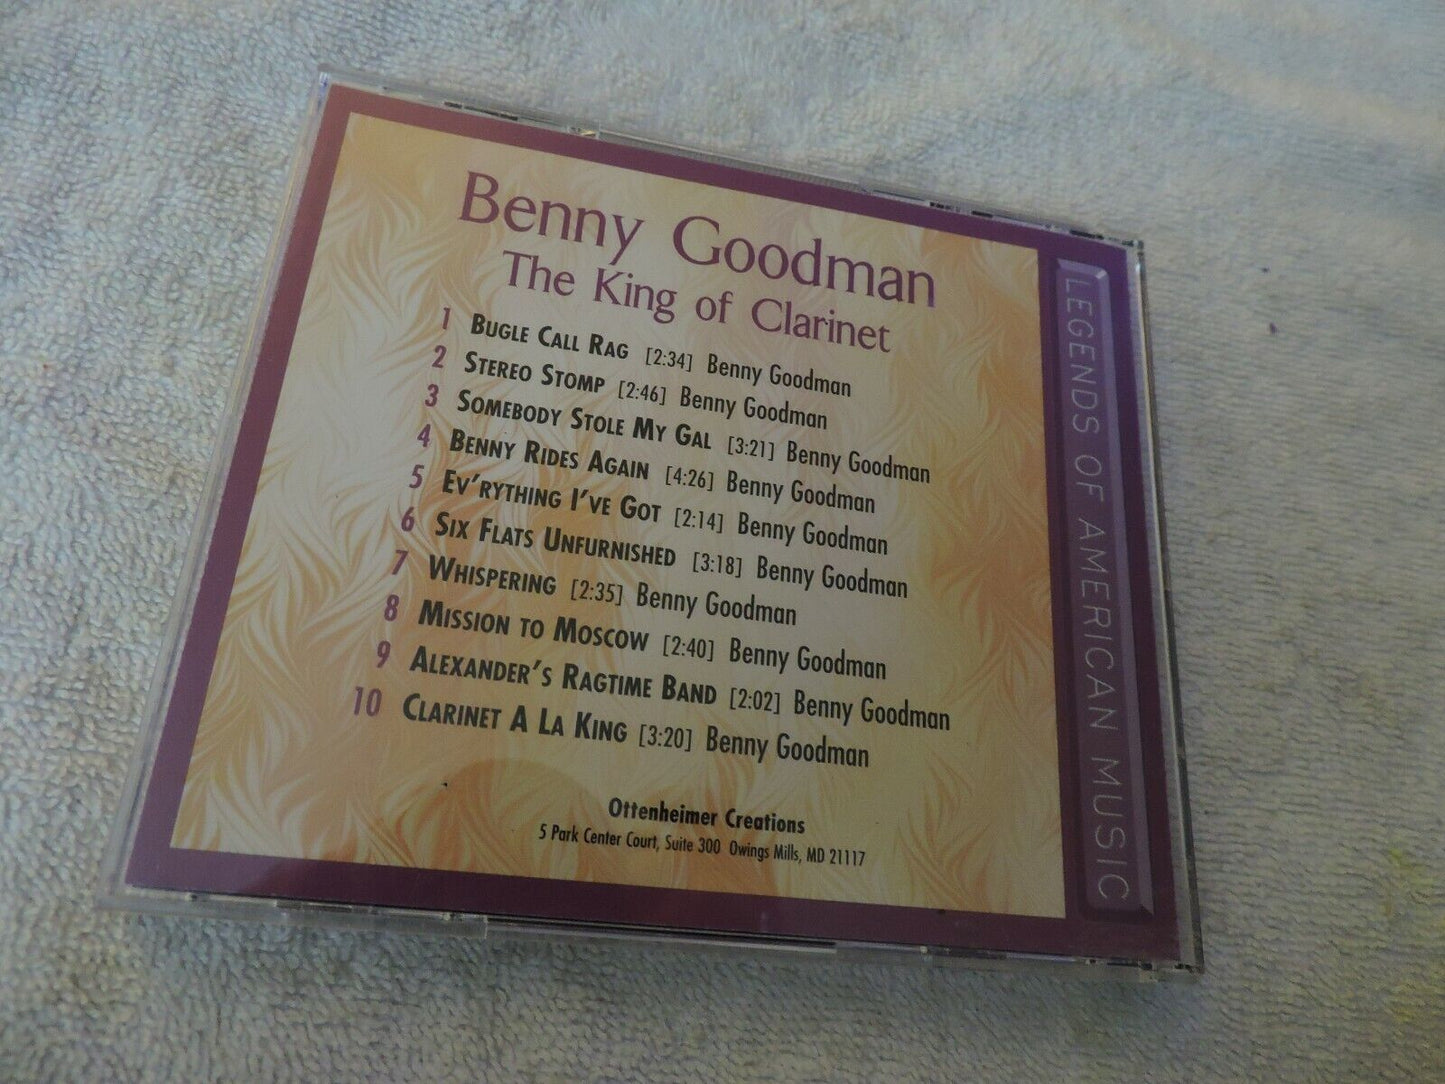 Benny Goodman
The King of Clarinet
1 BUGLE CALL RAG [2:34] Benny Goodman
2 STEREO STOMP [2:46] Benny Goodman
3 SOMEBODY STOLE MY GAL [3:21] Benny Goodman
4 BENNY RIDES AGAIN [4:26] Benny Goodman
5 EV'RYTHING I'VE GOT [2:14] Benny Goodman
6 SIX FLATS UNFURNISHED [3:18] Benny Goodman
7 WHISPERING [2:35] Benny Goodman
8 MISSION TO MOSCOW [2:40] Benny Goodman
9 ALEXANDER'S RAGTIME BAND [2:02] Benny Goodman
10 CLARINET A LA KING [3:20] Benny Goodman
Ottenheimer Creations
5 Park Center Court, Suite 300 Owings Mills, MD 21117
LEGENDS OF AMERICAN MUSIC